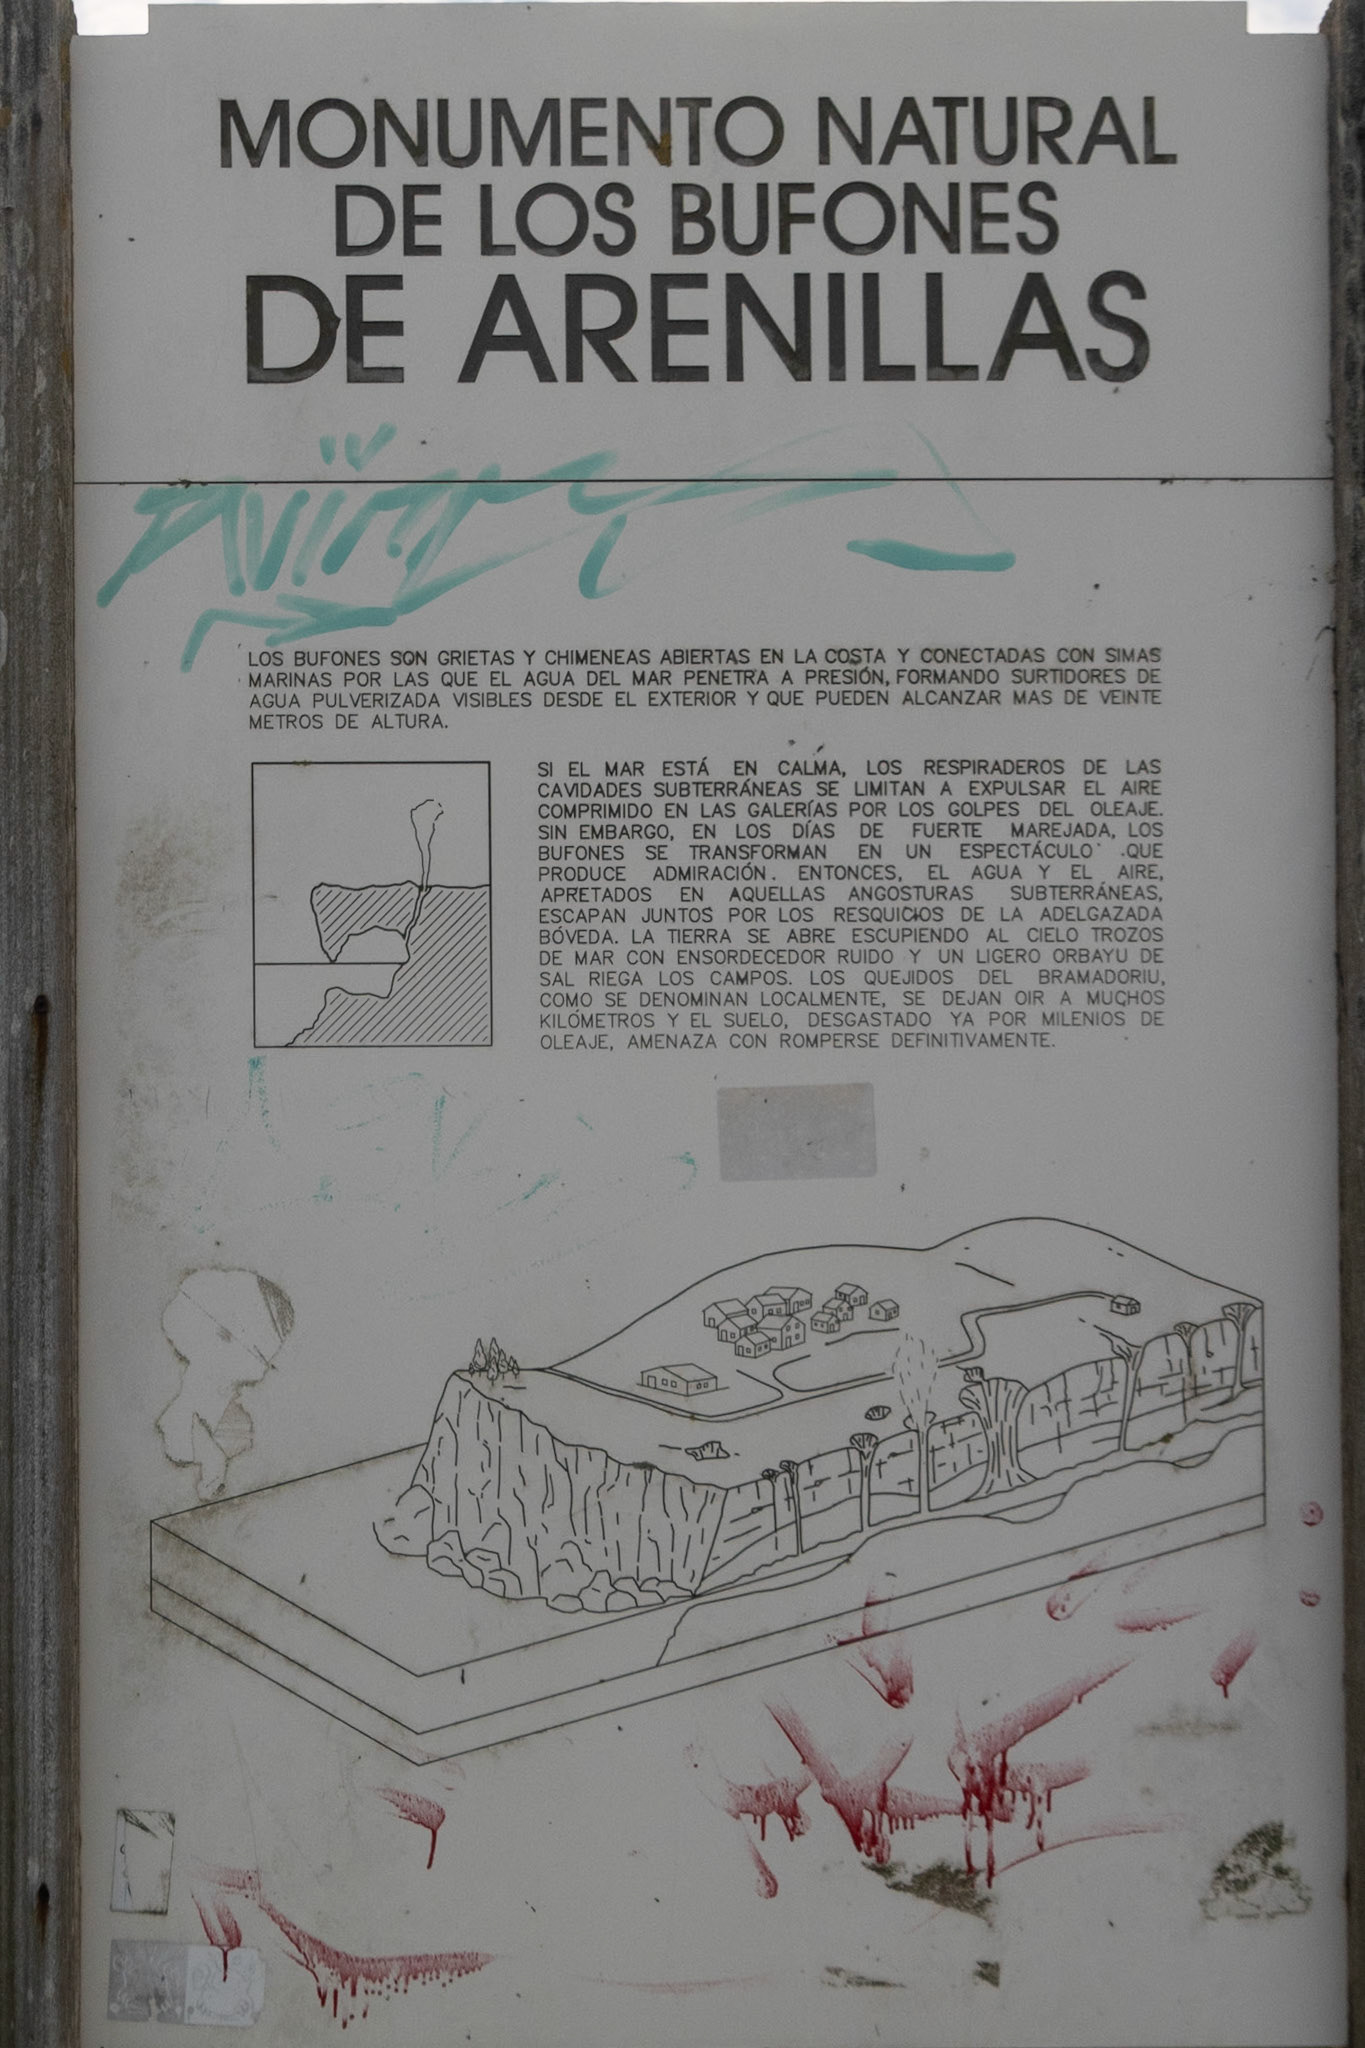 MONUMENTO NATURAL
DE LOS BUFONES
DE ARENILLAS
LOS BUFONES SON GRIETAS Y CHIMENEAS ABIERTAS EN LA COSTA Y CONECTADAS CON SIMAS
MARINAS POR LAS QUE EL AGUA DEL MAR PENETRA A PRESIÓN, FORMANDO SURTIDORES DE
AGUA PULVERIZADA VISIBLES DESDE EL EXTERIOR Y QUE PUEDEN ALCANZAR MAS DE VEINTE
METROS DE ALTURA.
SI EL MAR ESTÁ EN CALMA, LOS RESPIRADEROS DE LAS
CAVIDADES SUBTERRÁNEAS SE LIMITAN A EXPULSAR EL AIRE
COMPRIMIDO EN LAS GALERÍAS POR LOS GOLPES DEL OLEAJE.
SIN EMBARGO, EN LOS DÍAS DE FUERTE MAREJADA, LOS
BUFONES SE TRANSFORMAN EN UN ESPECTÁCULO QUE
PRODUCE ADMIRACIÓN. ENTONCES, EL AGUA Y EL AIRE,
APRETADOS EN AQUELLAS ANGOSTURAS SUBTERRÁNEAS,
ESCAPAN JUNTOS POR LOS RESQUICIOS DE LA ADELGAZADA
BÓVEDA. LA TIERRA SE ABRE ESCUPIENDO AL CIELO TROZOS
DE MAR CON ENSORDECEDOR RUIDO Y UN LIGERO ORBAYU DE
SAL RIEGA LOS CAMPOS. LOS QUEJIDOS DEL BRAMADORIU,
COMO SE DENOMINAN LOCALMENTE, SE DEJAN OIR A MUCHOS
KILÓMETROS Y EL SUELO, DESGASTADO YA POR MILENIOS DE
OLEAJE, AMENAZA CON ROMPERSE DEFINITIVAMENTE.